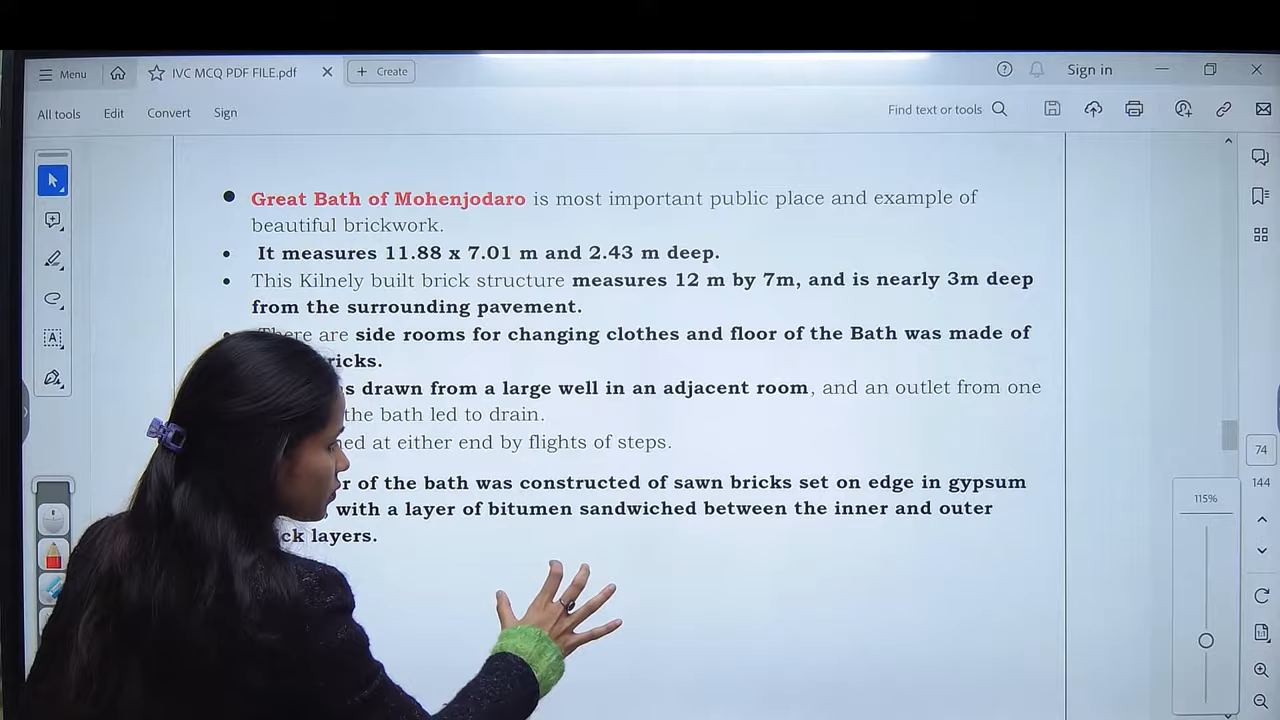 Menu
IVC MCQ PDF FILE.pdf
Create
Sign in
All tools Edit Convert Sign
Find text or tools
Great Bath of Mohenjodaro is most important public place and example of
beautiful brickwork.
It measures 11.88 x 7.01 m and 2.43 m deep.
This Kilnely built brick structure measures 12 m by 7m, and is nearly 3m deep
from the surrounding pavement.
There are side rooms for changing clothes and floor of the Bath was made of
drawn from a large well in an adjacent room, and an outlet from one
the bath led to drain.
at either end by flights of steps.
of the bath was constructed of sawn bricks set on edge in gypsum
with a layer of bitumen sandwiched between the inner and outer
layers.
74
144
115%